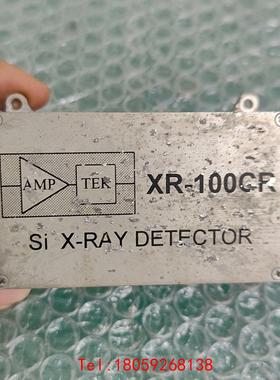 AMP TEK XR-100CR
Si X-RAY DETECTOR
Tel:18059268138